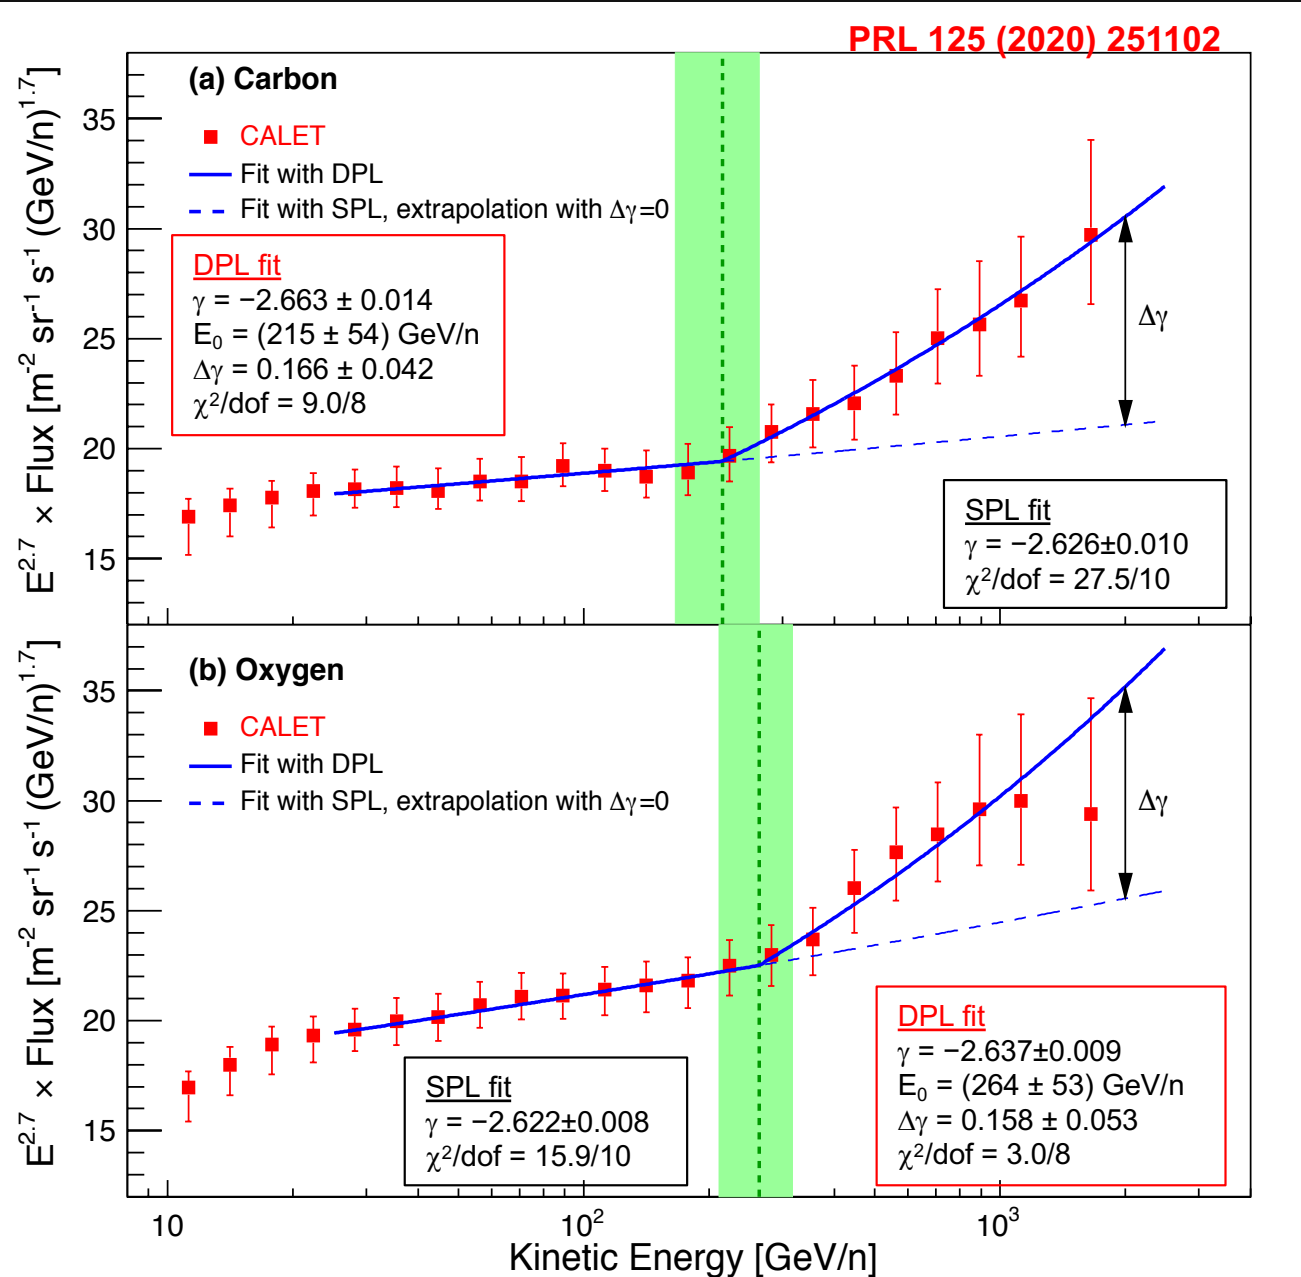 PRL 125 (2020) 251102
(a) Carbon
CALET
Fit with DPL
Fit with SPL, extrapolation with Δγ=0
DPL fit
γ = −2.663 ± 0.014
E₀ = (215 ± 54) GeV/n
Δγ = 0.166 ± 0.042
χ²/dof = 9.0/8
Δγ
SPL fit
γ = −2.626±0.010
χ²/dof = 27.5/10
E²·⁷ × Flux [m⁻² sr⁻¹ s⁻¹ (GeV/n)¹·⁷]
35
30
25
20
15
(b) Oxygen
CALET
Fit with DPL
Fit with SPL, extrapolation with Δγ=0
Δγ
SPL fit
γ = −2.622±0.008
χ²/dof = 15.9/10
DPL fit
γ = −2.637±0.009
E₀ = (264 ± 53) GeV/n
Δγ = 0.158 ± 0.053
χ²/dof = 3.0/8
E²·⁷ × Flux [m⁻² sr⁻¹ s⁻¹ (GeV/n)¹·⁷]
35
30
25
20
15
10 10² 10³
Kinetic Energy [GeV/n]